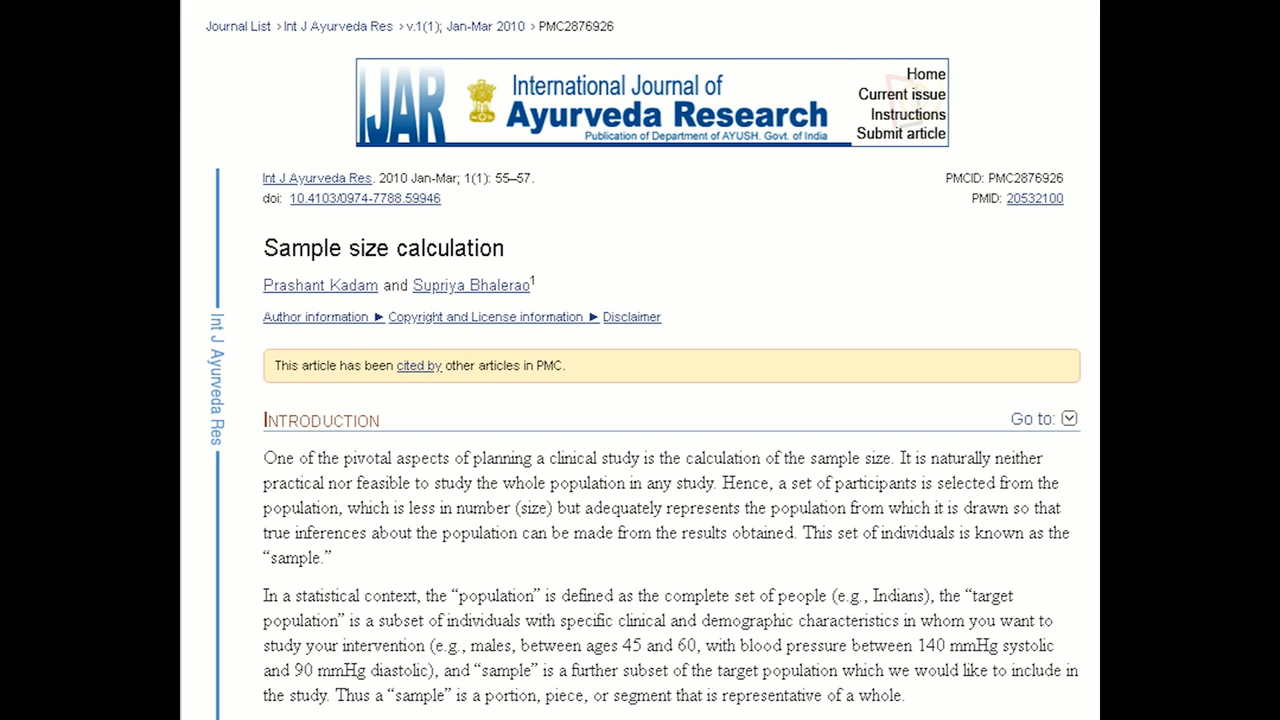 Journal List > Int J Ayurveda Res > v.1(1); Jan-Mar 2010 > PMC2876926
IJAR
International Journal of
Ayurveda Research
Publication of Department of AYUSH. Govt. of India
Home
Current issue
Instructions
Submit article
Int J Ayurveda Res. 2010 Jan-Mar; 1(1): 55–57.
doi: 10.4103/0974-7788.59946
PMCID: PMC2876926
PMID: 20532100
Sample size calculation
Prashant Kadam and Supriya Bhalerao1
Author information ► Copyright and License information ► Disclaimer
This article has been cited by other articles in PMC.
Int J Ayurveda Res
INTRODUCTION
Go to:
One of the pivotal aspects of planning a clinical study is the calculation of the sample size. It is naturally neither
practical nor feasible to study the whole population in any study. Hence, a set of participants is selected from the
population, which is less in number (size) but adequately represents the population from which it is drawn so that
true inferences about the population can be made from the results obtained. This set of individuals is known as the
“sample.”
In a statistical context, the “population” is defined as the complete set of people (e.g., Indians), the “target
population” is a subset of individuals with specific clinical and demographic characteristics in whom you want to
study your intervention (e.g., males, between ages 45 and 60, with blood pressure between 140 mmHg systolic
and 90 mmHg diastolic), and “sample” is a further subset of the target population which we would like to include in
the study. Thus a “sample” is a portion, piece, or segment that is representative of a whole.